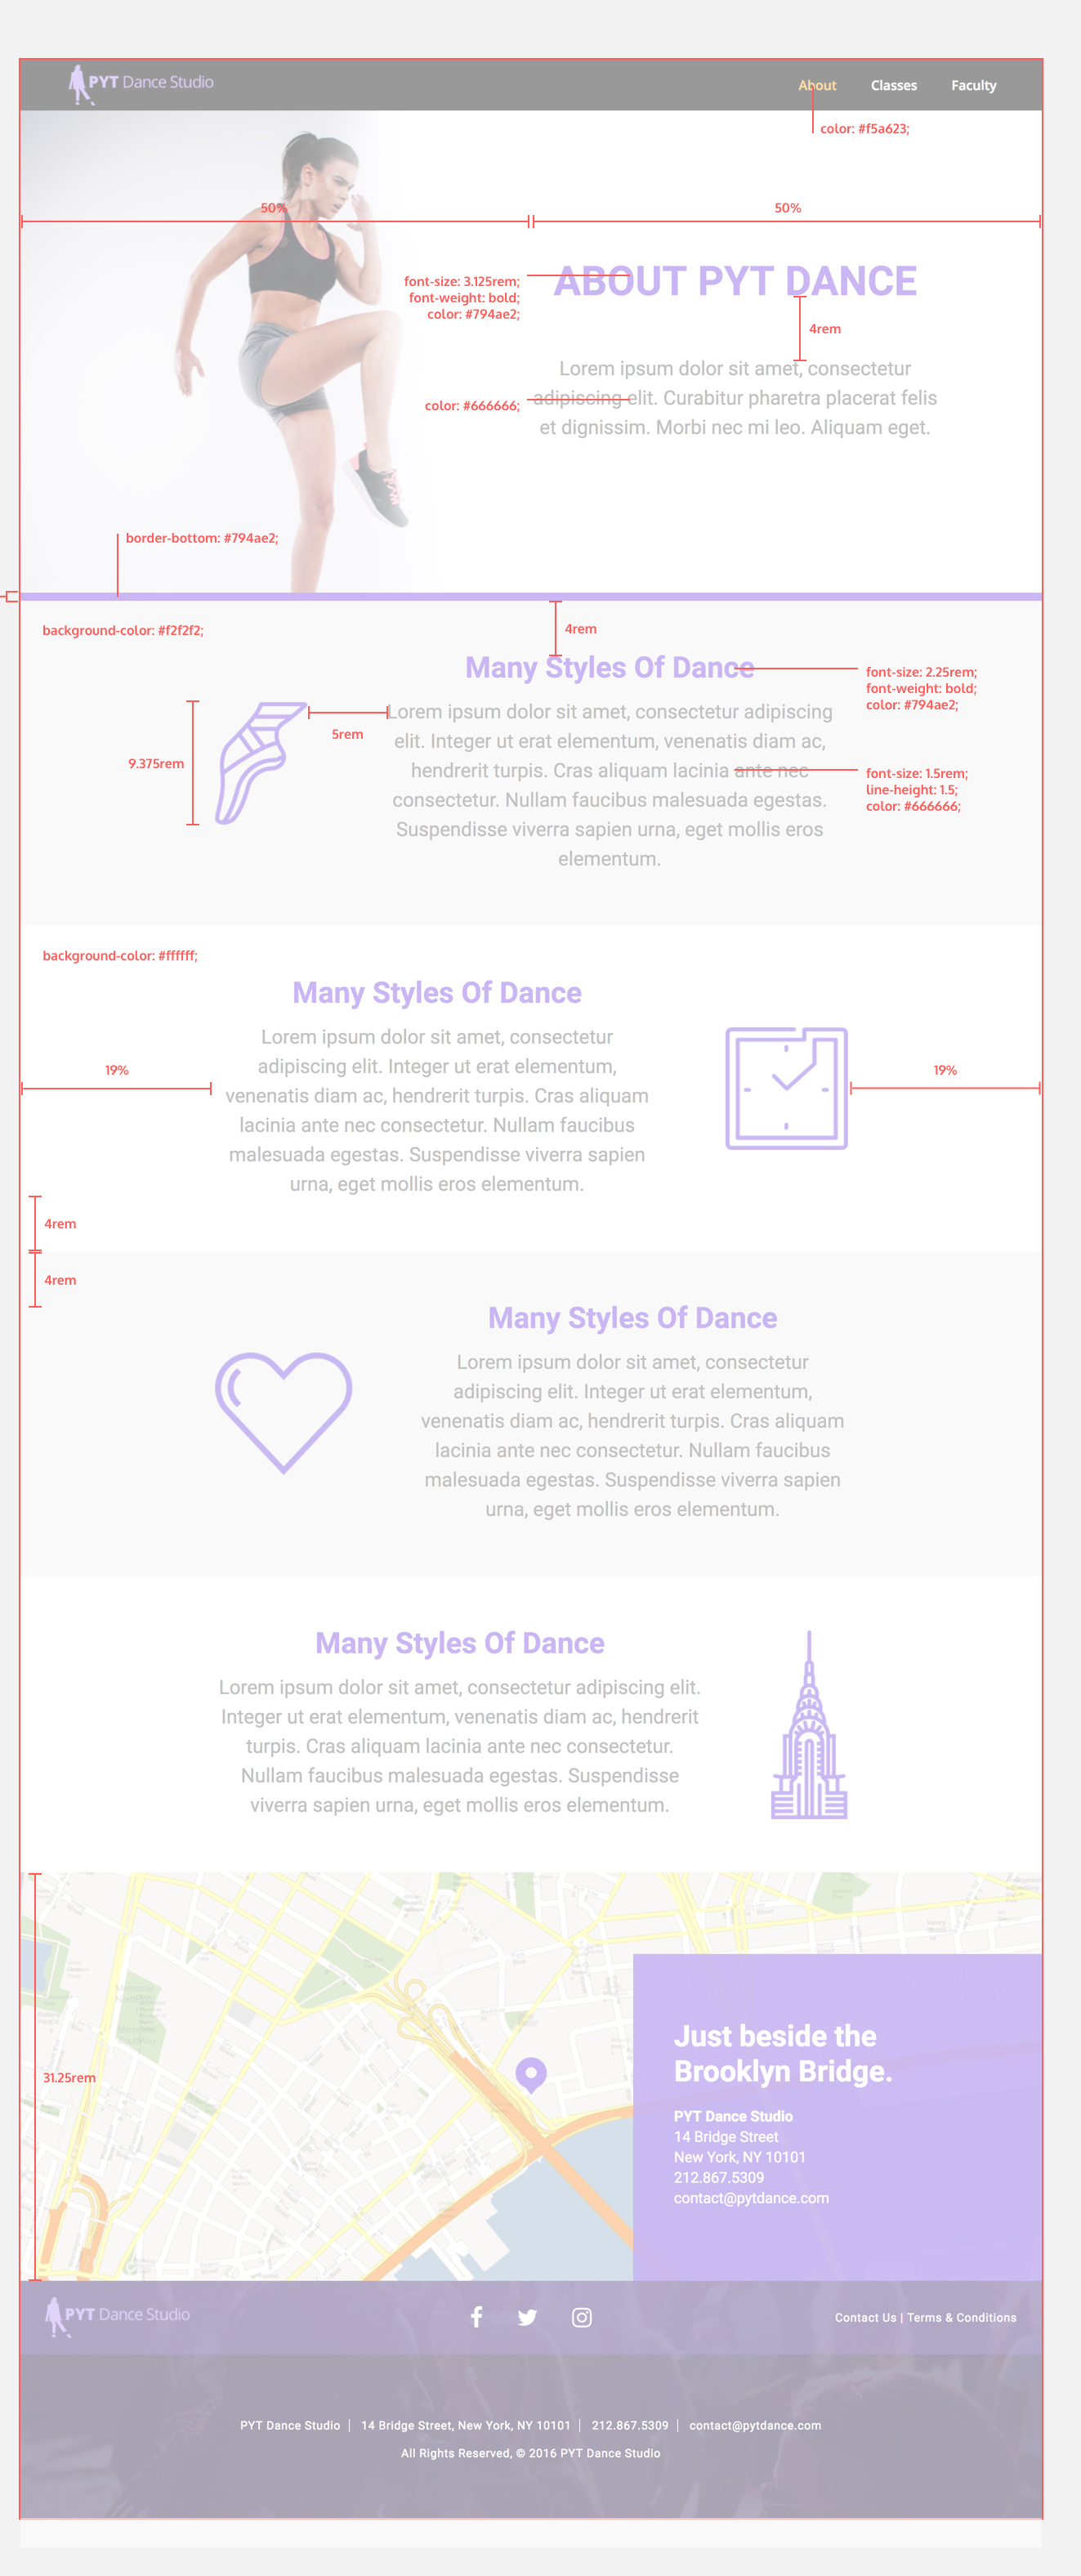 PYT Dance Studio
About Classes Faculty
color: #f5a623;
50% 50%
ABOUT PYT DANCE
font-size: 3.125rem;
font-weight: bold;
color: #794ae2;
4rem
Lorem ipsum dolor sit amet, consectetur
adipiscing elit. Curabitur pharetra placerat felis
et dignissim. Morbi nec mi leo. Aliquam eget.
color: #666666;
border-bottom: #794ae2;
background-color: #f2f2f2;
4rem
Many Styles Of Dance
font-size: 2.25rem;
font-weight: bold;
color: #794ae2;
5rem
9.375rem
Lorem ipsum dolor sit amet, consectetur adipiscing
elit. Integer ut erat elementum, venenatis diam ac,
hendrerit turpis. Cras aliquam lacinia ante nec
consectetur. Nullam faucibus malesuada egestas.
Suspendisse viverra sapien urna, eget mollis eros
elementum.
font-size: 1.5rem;
line-height: 1.5;
color: #666666;
background-color: #ffffff;
Many Styles Of Dance
Lorem ipsum dolor sit amet, consectetur
adipiscing elit. Integer ut erat elementum,
venenatis diam ac, hendrerit turpis. Cras aliquam
lacinia ante nec consectetur. Nullam faucibus
malesuada egestas. Suspendisse viverra sapien
urna, eget mollis eros elementum.
19%
19%
4rem
4rem
Many Styles Of Dance
Lorem ipsum dolor sit amet, consectetur
adipiscing elit. Integer ut erat elementum,
venenatis diam ac, hendrerit turpis. Cras aliquam
lacinia ante nec consectetur. Nullam faucibus
malesuada egestas. Suspendisse viverra sapien
urna, eget mollis eros elementum.
Many Styles Of Dance
Lorem ipsum dolor sit amet, consectetur adipiscing elit.
Integer ut erat elementum, venenatis diam ac, hendrerit
turpis. Cras aliquam lacinia ante nec consectetur.
Nullam faucibus malesuada egestas. Suspendisse
viverra sapien urna, eget mollis eros elementum.
31.25rem
Just beside the
Brooklyn Bridge.
PYT Dance Studio
14 Bridge Street
New York, NY 10101
212.867.5309
contact@pytdance.com
PYT Dance Studio
Contact Us | Terms & Conditions
PYT Dance Studio | 14 Bridge Street, New York, NY 10101 | 212.867.5309 | contact@pytdance.com
All Rights Reserved, © 2016 PYT Dance Studio